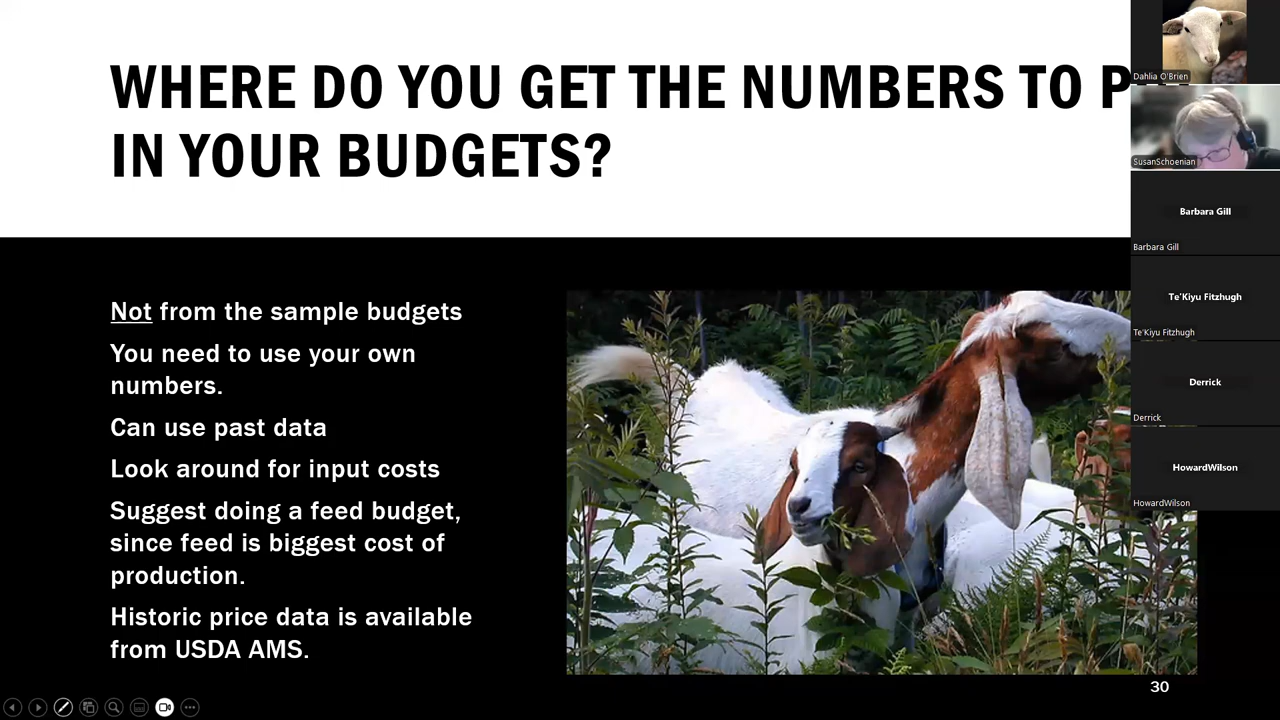 WHERE DO YOU GET THE NUMBERS TO
IN YOUR BUDGETS?
Not from the sample budgets
You need to use your own
numbers.
Can use past data
Look around for input costs
Suggest doing a feed budget,
since feed is biggest cost of
production.
Historic price data is available
from USDA AMS.
30
Dahlia O'Brien
SusanSchoenian
Barbara Gill
Barbara Gill
Te'Kiyu Fitzhugh
Te'Kiyu Fitzhugh
Derrick
Derrick
HowardWilson
HowardWilson